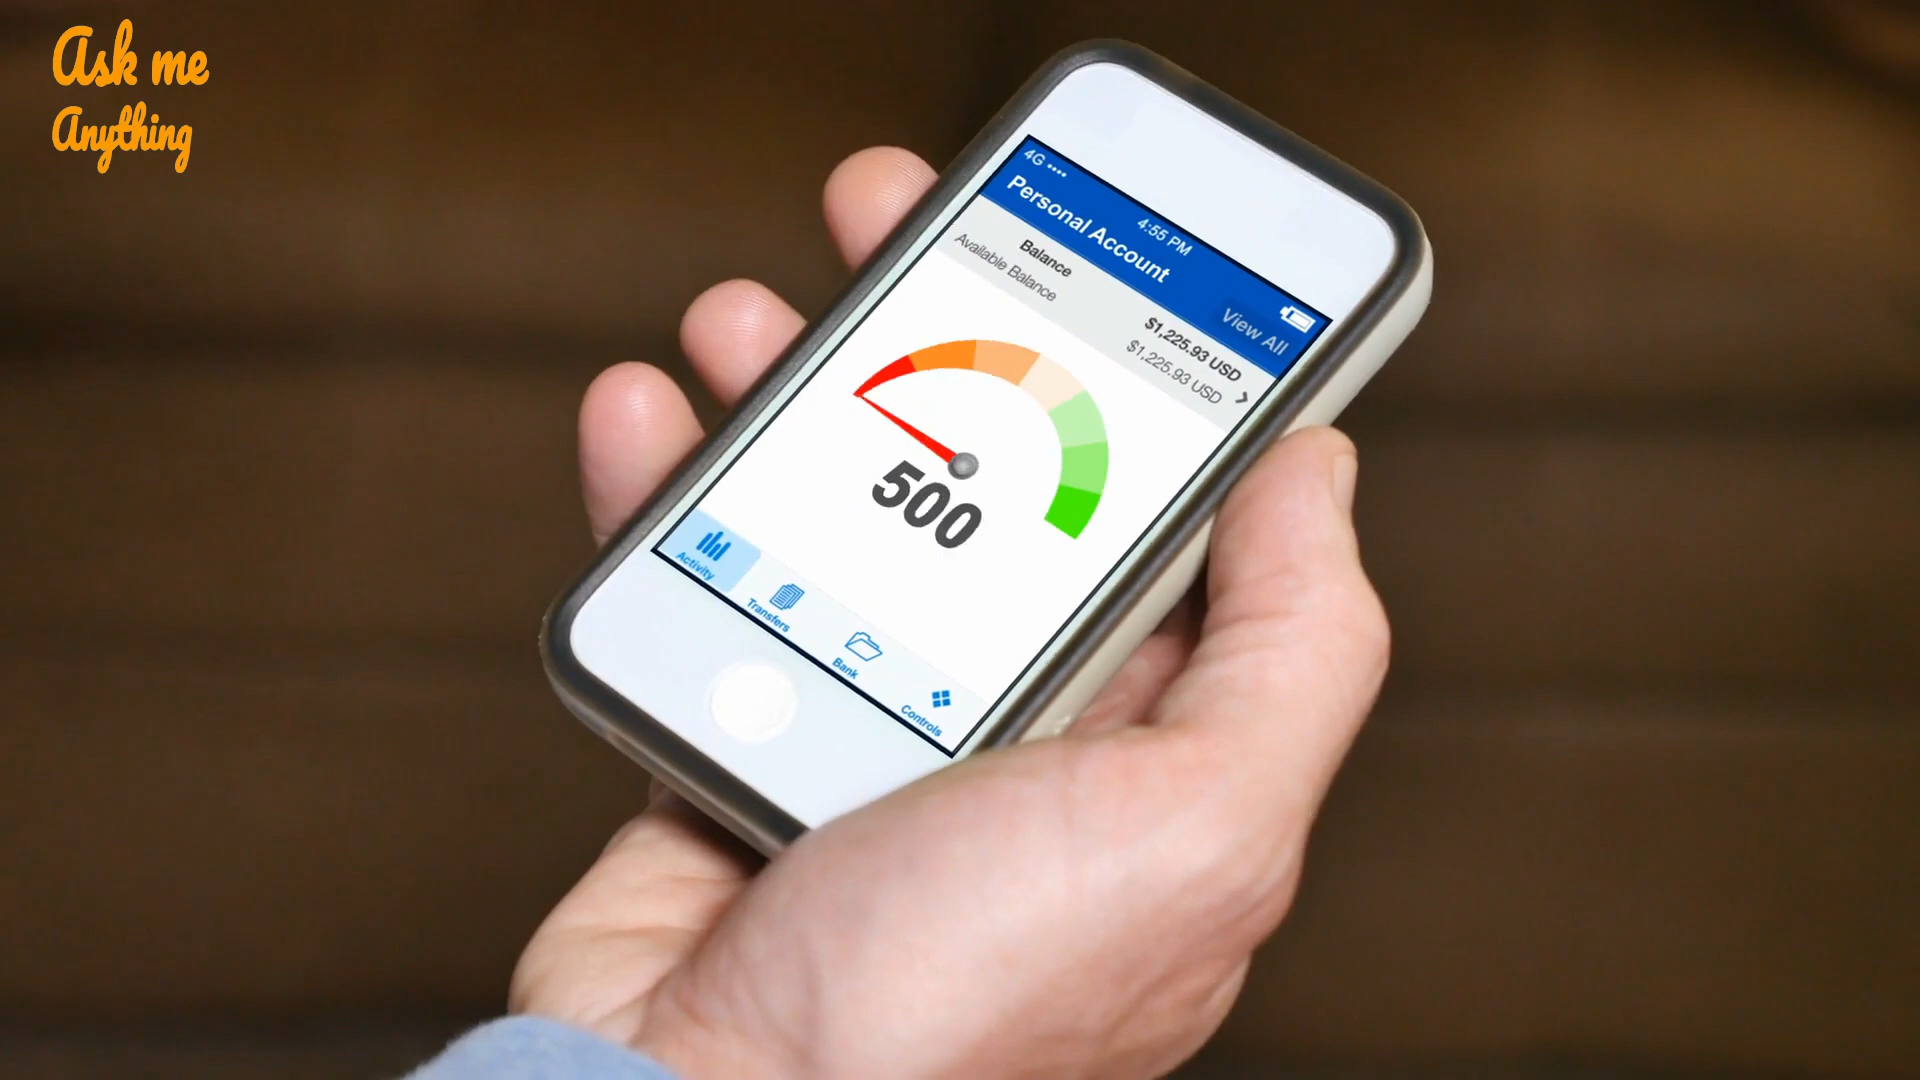 Ask me
Anything
4G
4:55 PM
Personal Account
View All
Balance
$1,225.93 USD
Available Balance
$1,225.93 USD
500
Activity
Transfers
Bank
Controls